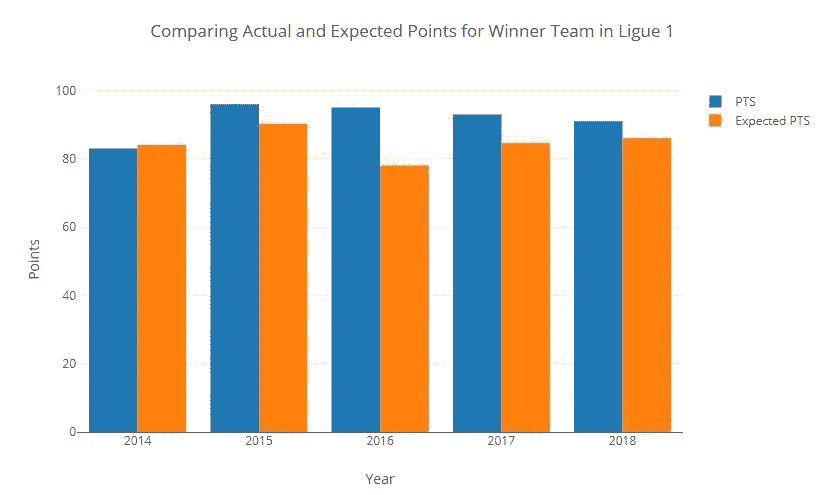 Comparing Actual and Expected Points for Winner Team in Ligue 1
100
80
60
40
20
0
Points
2014 2015 2016 2017 2018
Year
PTS
Expected PTS